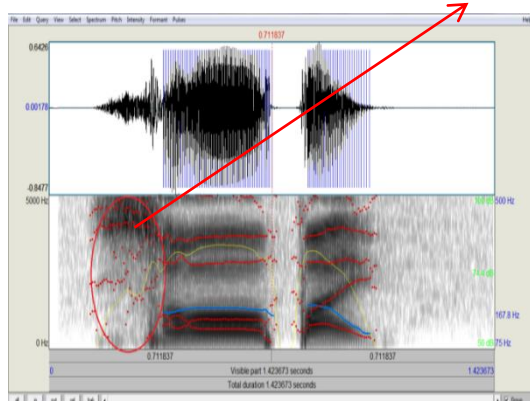 File Edit Query View Select Spectrum Pitch Intensity Formant Pulses
0.711837
0.6426
0.00178
-0.8477
5000 Hz
500 Hz
167.8 Hz
0 Hz
75 Hz
0.711837 0.711837
0 Visible part 1.423673 seconds 1.423673
Total duration 1.423673 seconds